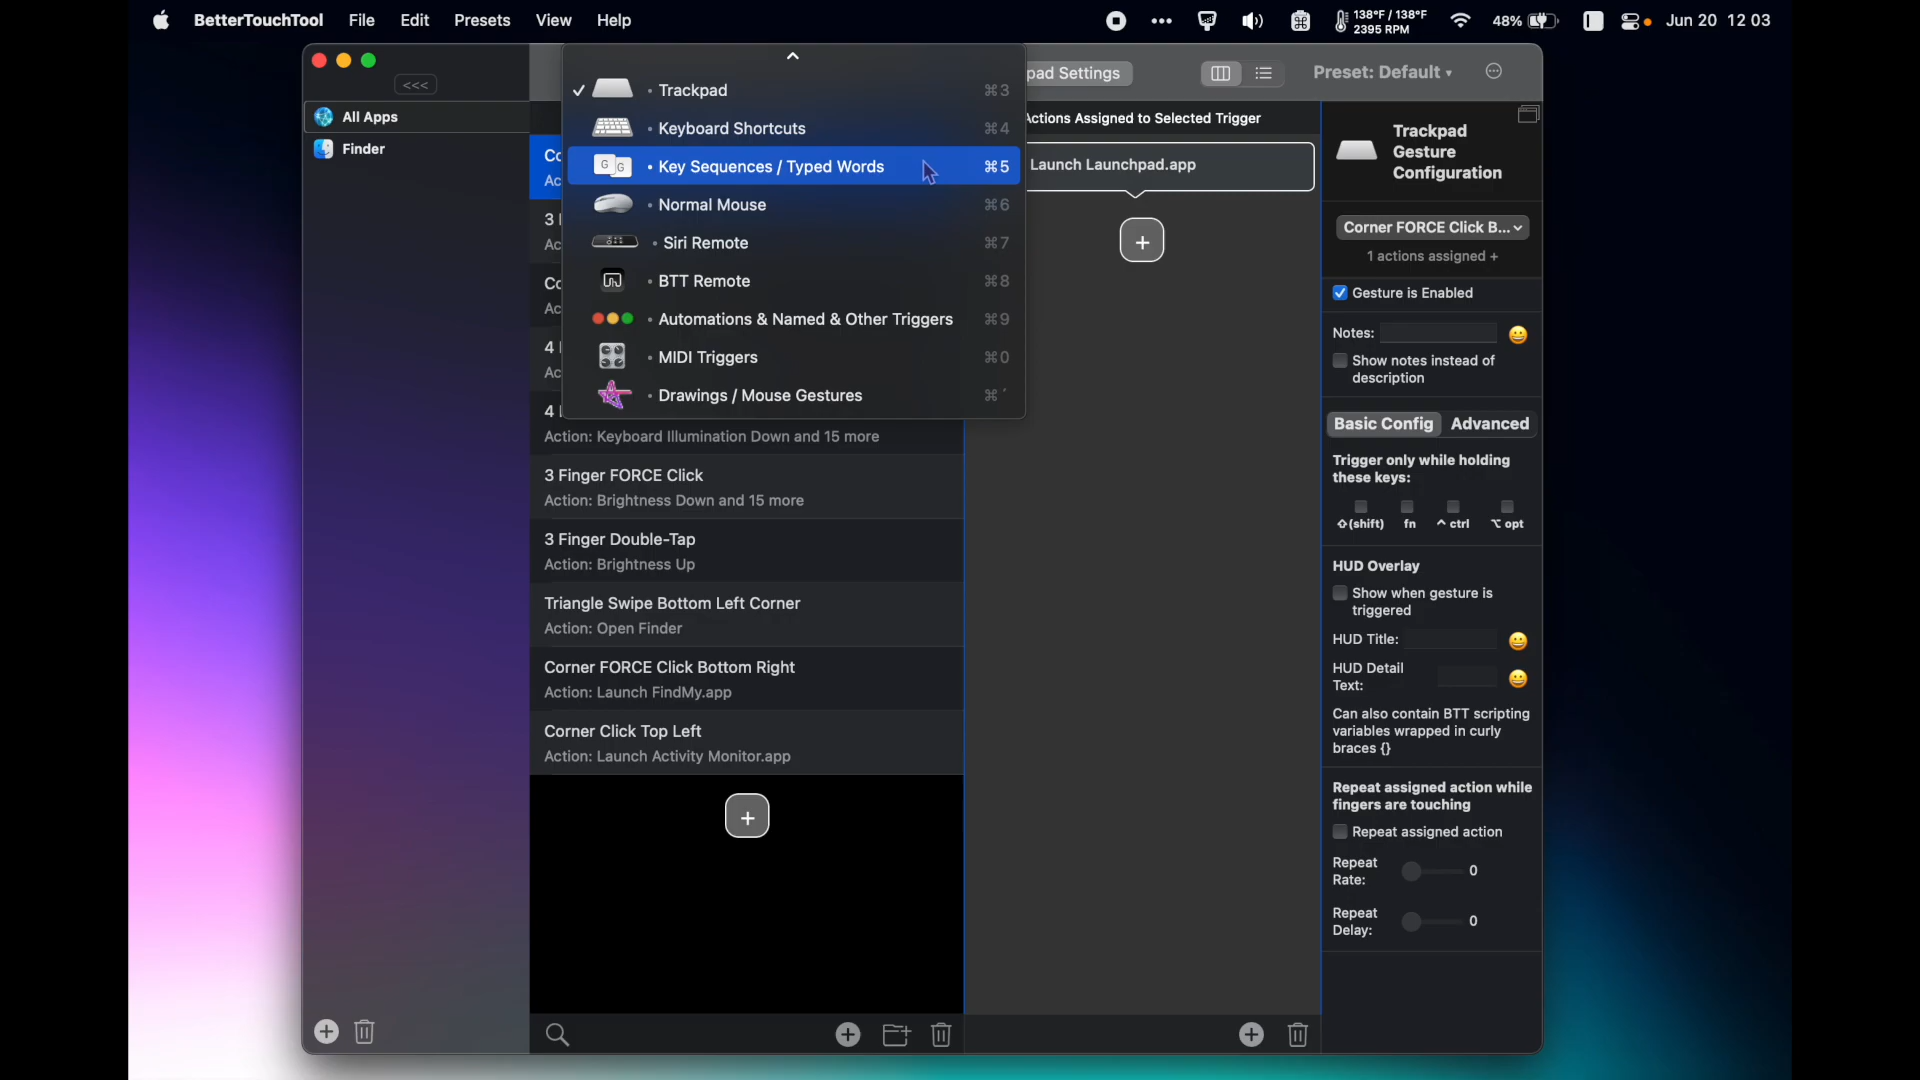 BetterTouchTool File Edit Presets View Help
138°F / 138°F
2395 RPM
48%
Jun 20 12 03
<<<
All Apps
Finder
Trackpad ⌘3
Keyboard Shortcuts ⌘4
G G Key Sequences / Typed Words ⌘5
Normal Mouse ⌘6
Siri Remote ⌘7
BTT Remote ⌘8
Automations & Named & Other Triggers ⌘9
MIDI Triggers ⌘0
Drawings / Mouse Gestures ⌘´
Co
Ac
3
Ac
Co
Ac
4
Ac
4
Action: Keyboard Illumination Down and 15 more
3 Finger FORCE Click
Action: Brightness Down and 15 more
3 Finger Double-Tap
Action: Brightness Up
Triangle Swipe Bottom Left Corner
Action: Open Finder
Corner FORCE Click Bottom Right
Action: Launch FindMy.app
Corner Click Top Left
Action: Launch Activity Monitor.app
+
pad Settings
Preset: Default
Actions Assigned to Selected Trigger
Launch Launchpad.app
+
Trackpad
Gesture
Configuration
Corner FORCE Click B...
1 actions assigned +
Gesture is Enabled
Notes:
Show notes instead of
description
Basic Config Advanced
Trigger only while holding
these keys:
⇧(shift) fn ^ ctrl ⌥ opt
HUD Overlay
Show when gesture is
triggered
HUD Title:
HUD Detail
Text:
Can also contain BTT scripting
variables wrapped in curly
braces {}
Repeat assigned action while
fingers are touching
Repeat assigned action
Repeat
Rate:
0
Repeat
Delay:
0